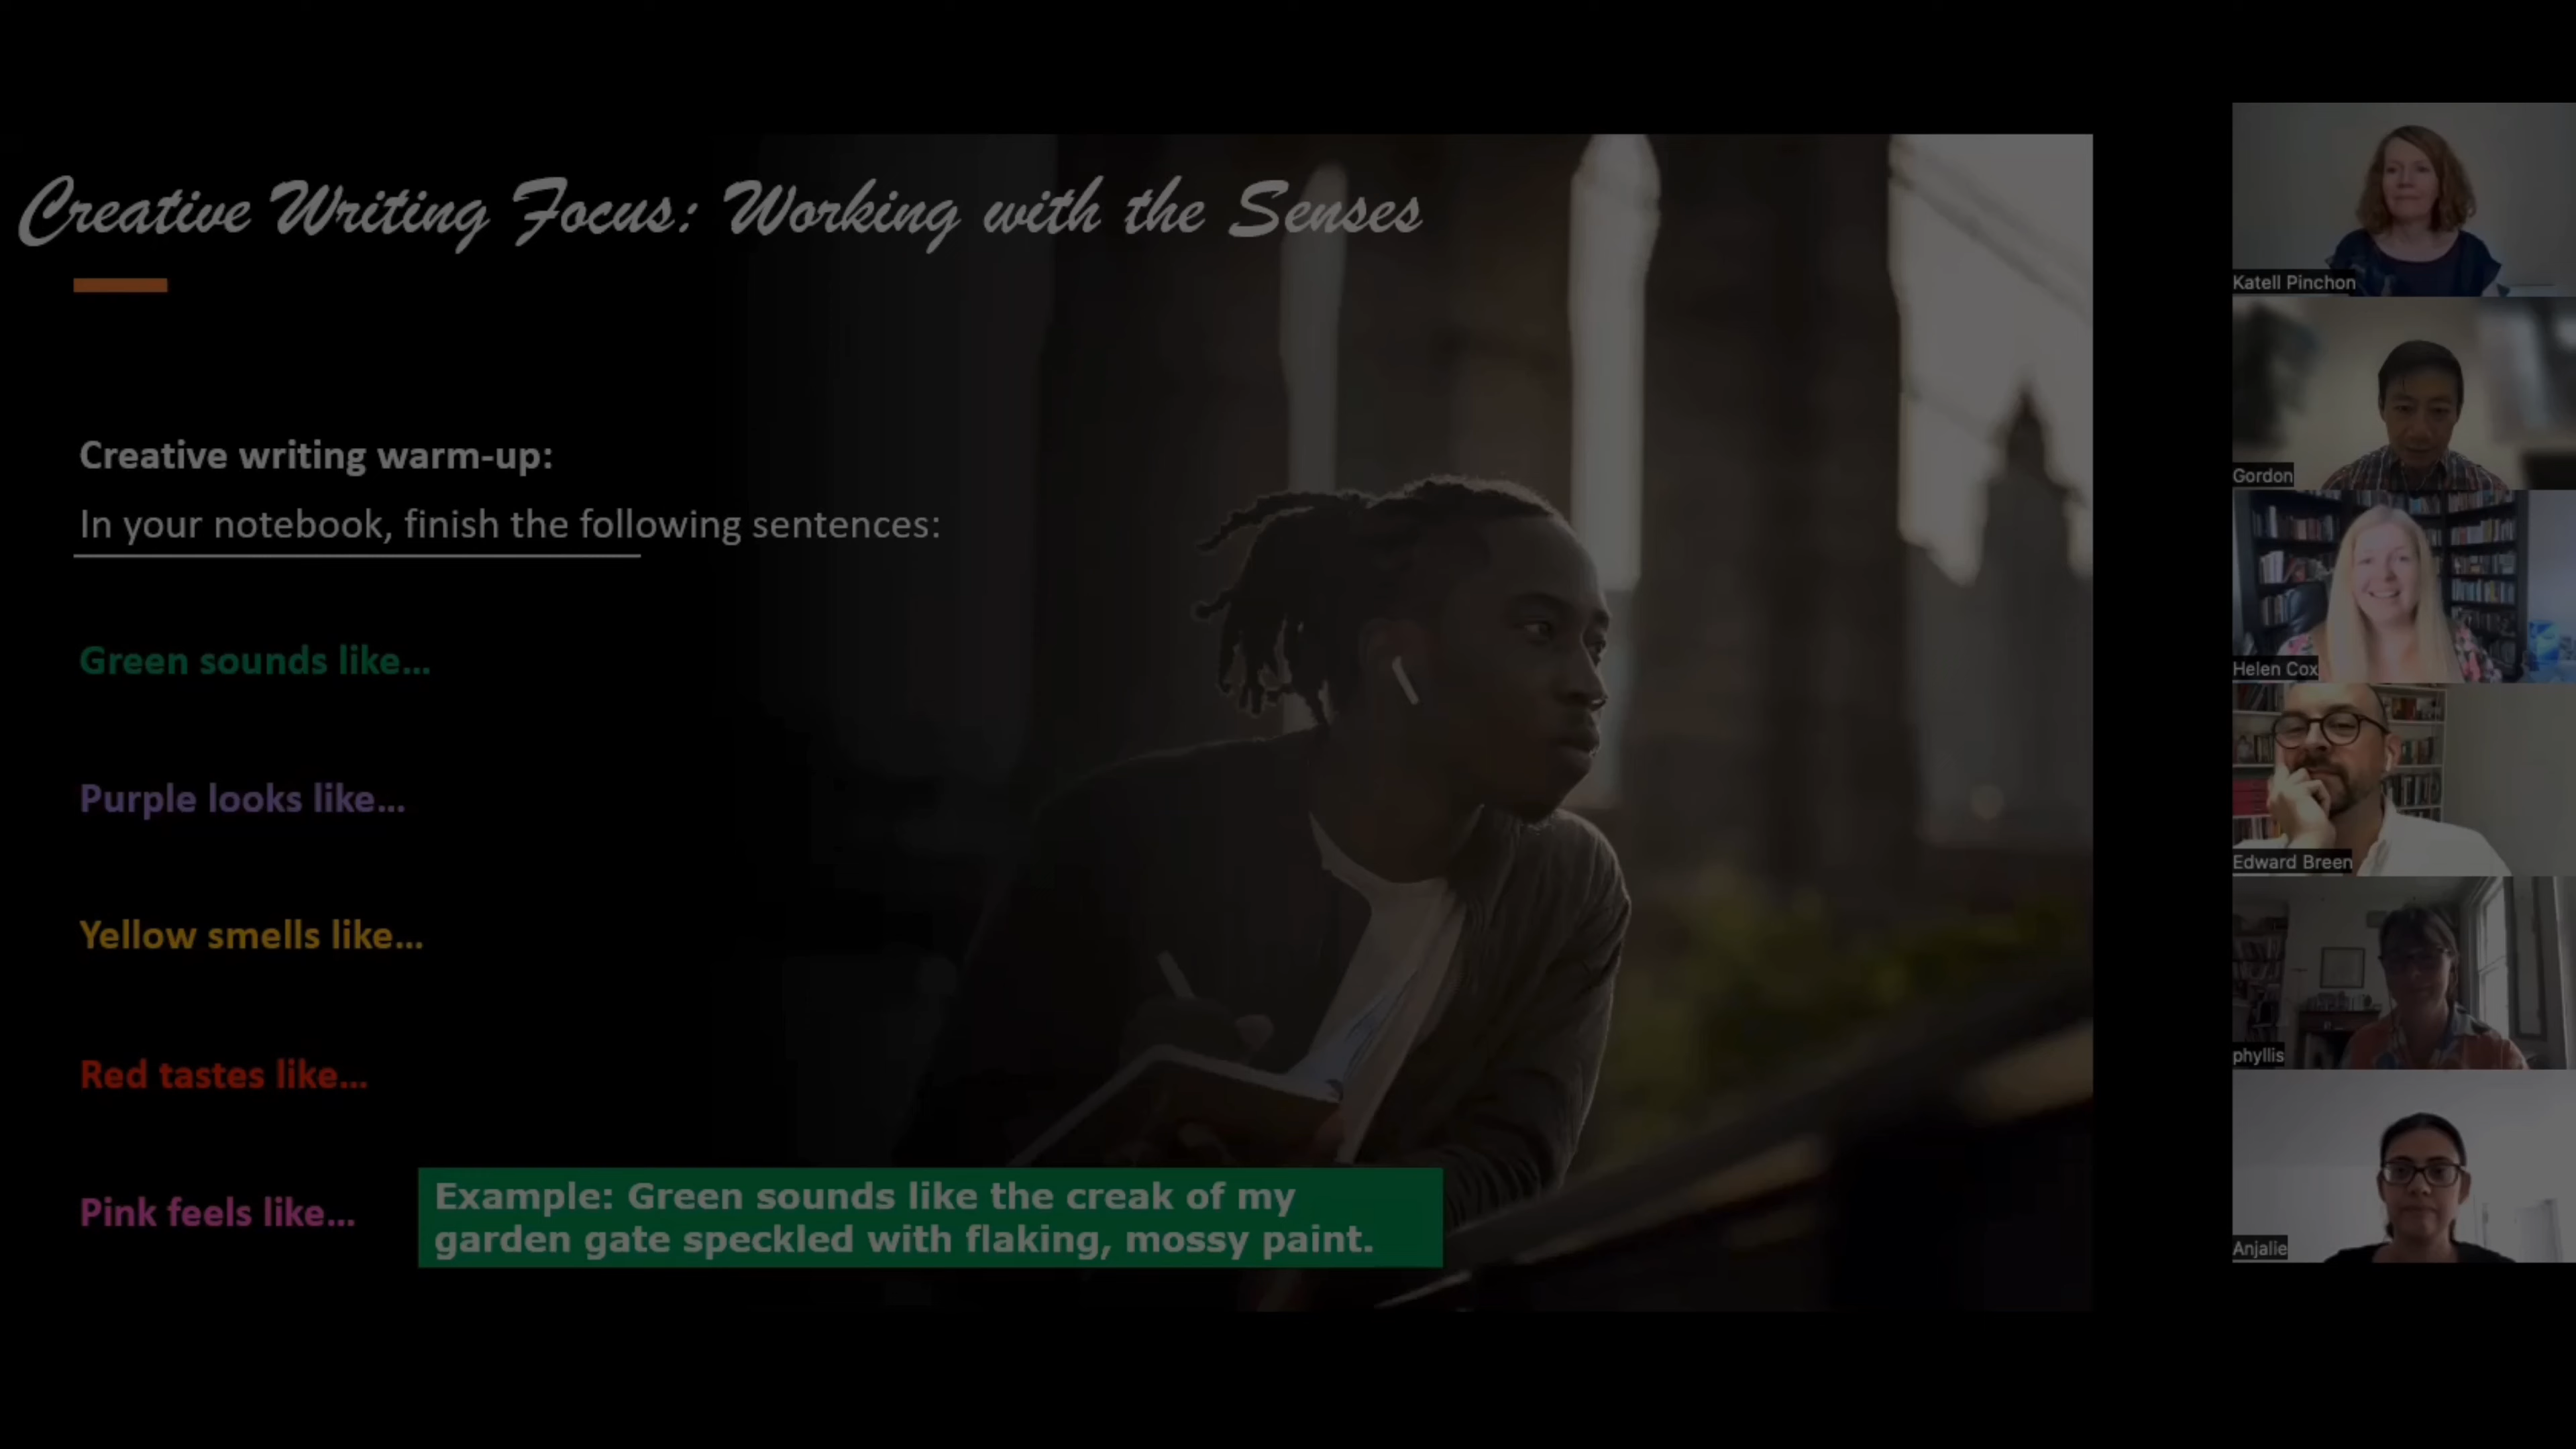 Creative Writing Focus: Working with the Senses
Creative writing warm-up:
In your notebook, finish the following sentences:
Green sounds like...
Purple looks like...
Yellow smells like...
Red tastes like...
Pink feels like...
Example: Green sounds like the creak of my
garden gate speckled with flaking, mossy paint.
Katell Pinchon
Gordon
Helen Cox
Edward Breen
phyllis
Anjalie